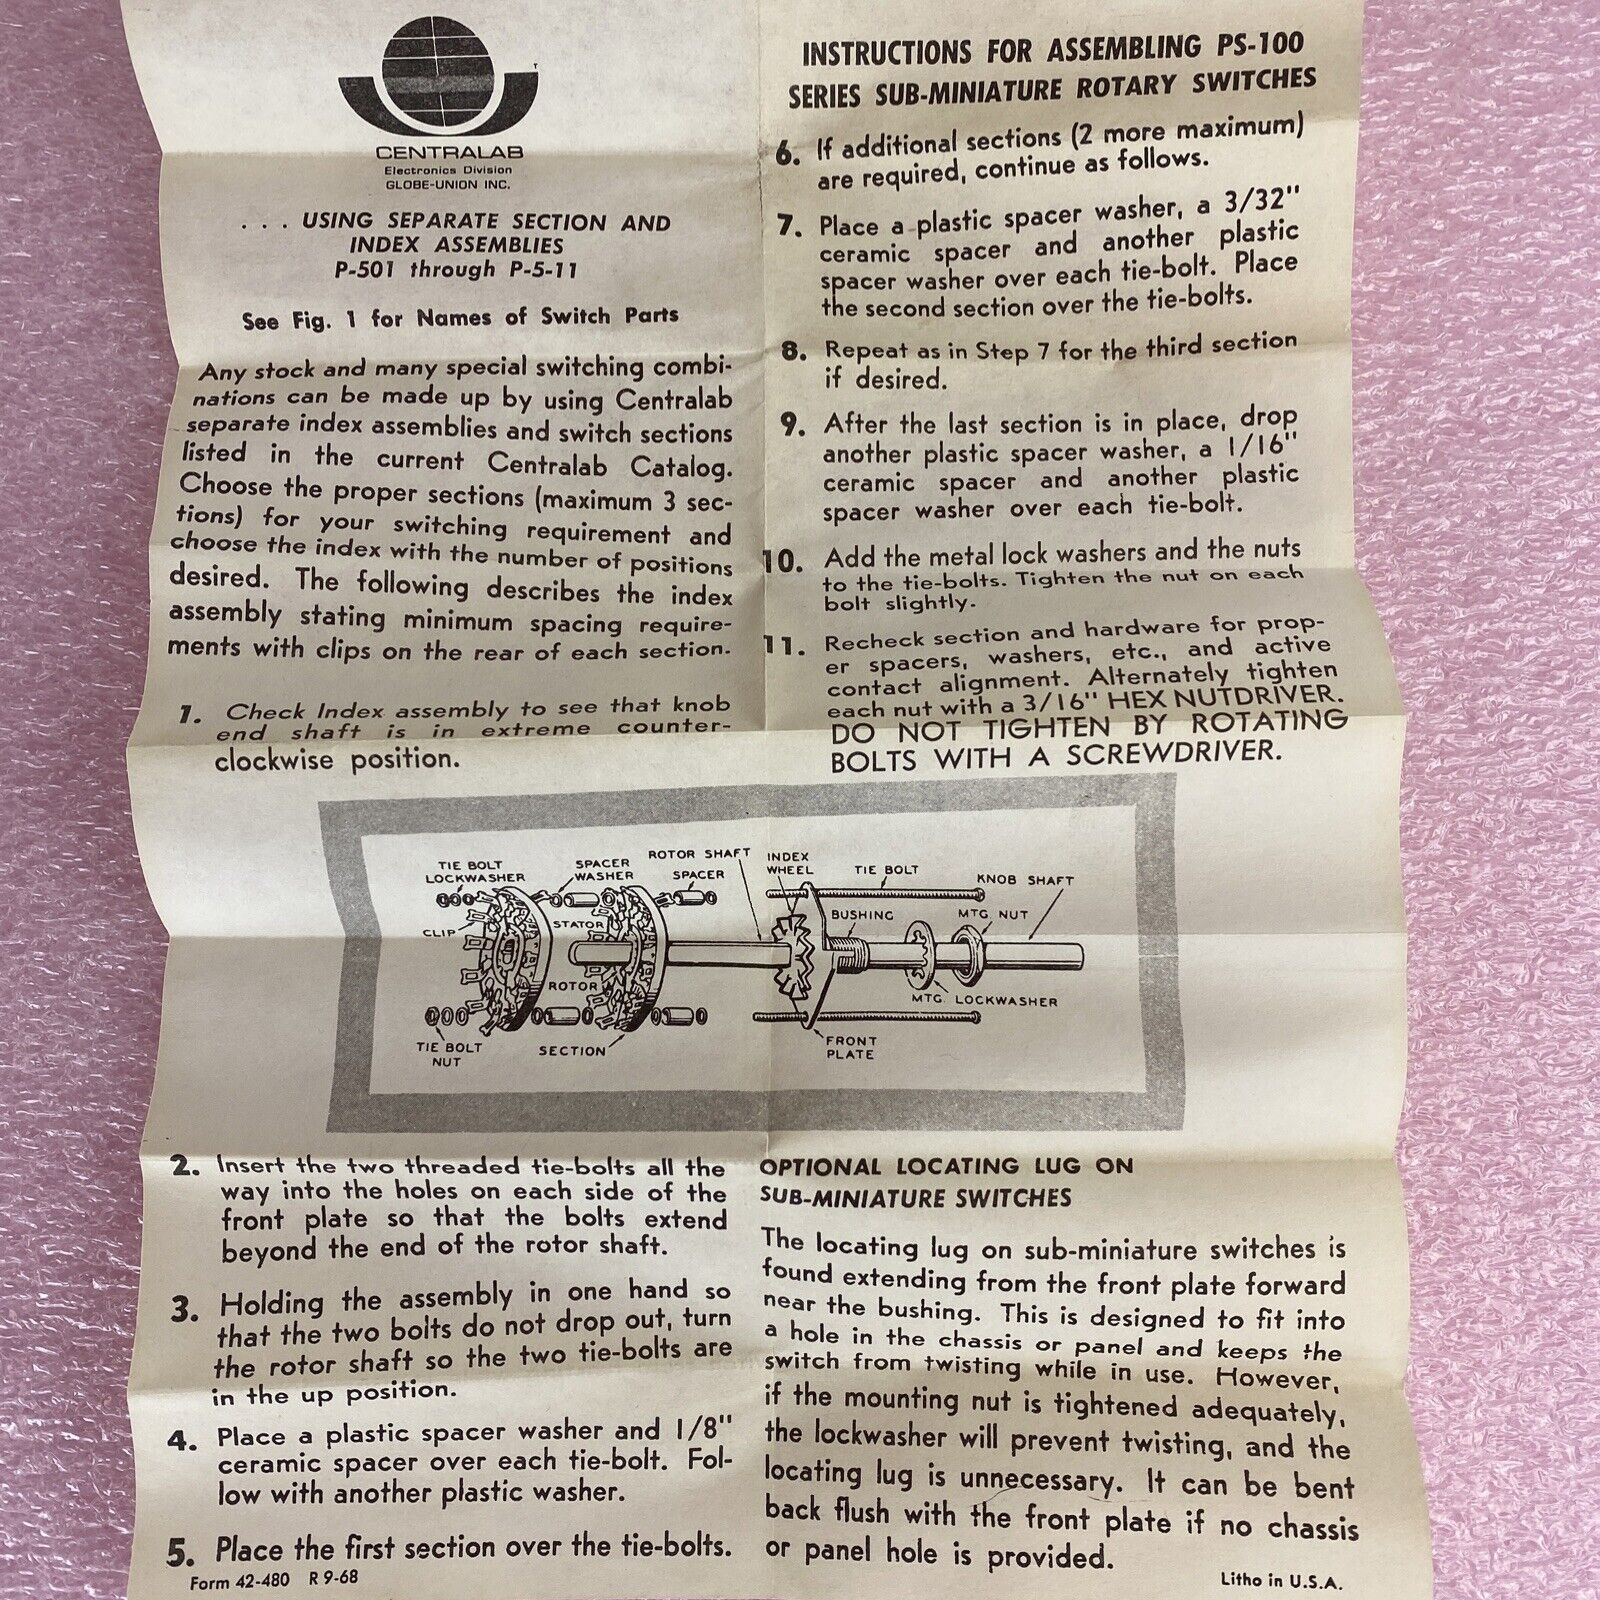 CENTRALAB
Electronics Division
GLOBE-UNION INC.
. . . USING SEPARATE SECTION AND
INDEX ASSEMBLIES
P-501 through P-5-11
See Fig. 1 for Names of Switch Parts
Any stock and many special switching combi-
nations can be made up by using Centralab
separate index assemblies and switch sections
listed in the current Centralab Catalog.
Choose the proper sections (maximum 3 sec-
tions) for your switching requirement and
choose the index with the number of positions
desired. The following describes the index
assembly stating minimum spacing require-
ments with clips on the rear of each section.
1. Check Index assembly to see that knob
end shaft is in extreme counter-
clockwise position.
INSTRUCTIONS FOR ASSEMBLING PS-100
SERIES SUB-MINIATURE ROTARY SWITCHES
6. If additional sections (2 more maximum)
are required, continue as follows.
7. Place a plastic spacer washer, a 3/32"
ceramic spacer and another plastic
spacer washer over each tie-bolt. Place
the second section over the tie-bolts.
8. Repeat as in Step 7 for the third section
if desired.
9. After the last section is in place, drop
another plastic spacer washer, a 1/16"
ceramic spacer and another plastic
spacer washer over each tie-bolt.
10. Add the metal lock washers and the nuts
to the tie-bolts. Tighten the nut on each
bolt slightly.
11. Recheck section and hardware for prop-
er spacers, washers, etc., and active
contact alignment. Alternately tighten
each nut with a 3/16" HEX NUTDRIVER.
DO NOT TIGHTEN BY ROTATING
BOLTS WITH A SCREWDRIVER.
TIE BOLT
LOCKWASHER
SPACER
WASHER
ROTOR SHAFT
SPACER
INDEX
WHEEL
TIE BOLT
KNOB SHAFT
CLIP
STATOR
BUSHING
MTG. NUT
ROTOR
MTG. LOCKWASHER
TIE BOLT
NUT
SECTION
FRONT
PLATE
2. Insert the two threaded tie-bolts all the
way into the holes on each side of the
front plate so that the bolts extend
beyond the end of the rotor shaft.
3. Holding the assembly in one hand so
that the two bolts do not drop out, turn
the rotor shaft so the two tie-bolts are
in the up position.
4. Place a plastic spacer washer and 1/8"
ceramic spacer over each tie-bolt. Fol-
low with another plastic washer.
5. Place the first section over the tie-bolts.
Form 42-480 R 9-68
OPTIONAL LOCATING LUG ON
SUB-MINIATURE SWITCHES
The locating lug on sub-miniature switches is
found extending from the front plate forward
near the bushing. This is designed to fit into
a hole in the chassis or panel and keeps the
switch from twisting while in use. However,
if the mounting nut is tightened adequately,
the lockwasher will prevent twisting, and the
locating lug is unnecessary. It can be bent
back flush with the front plate if no chassis
or panel hole is provided.
Litho in U.S.A.